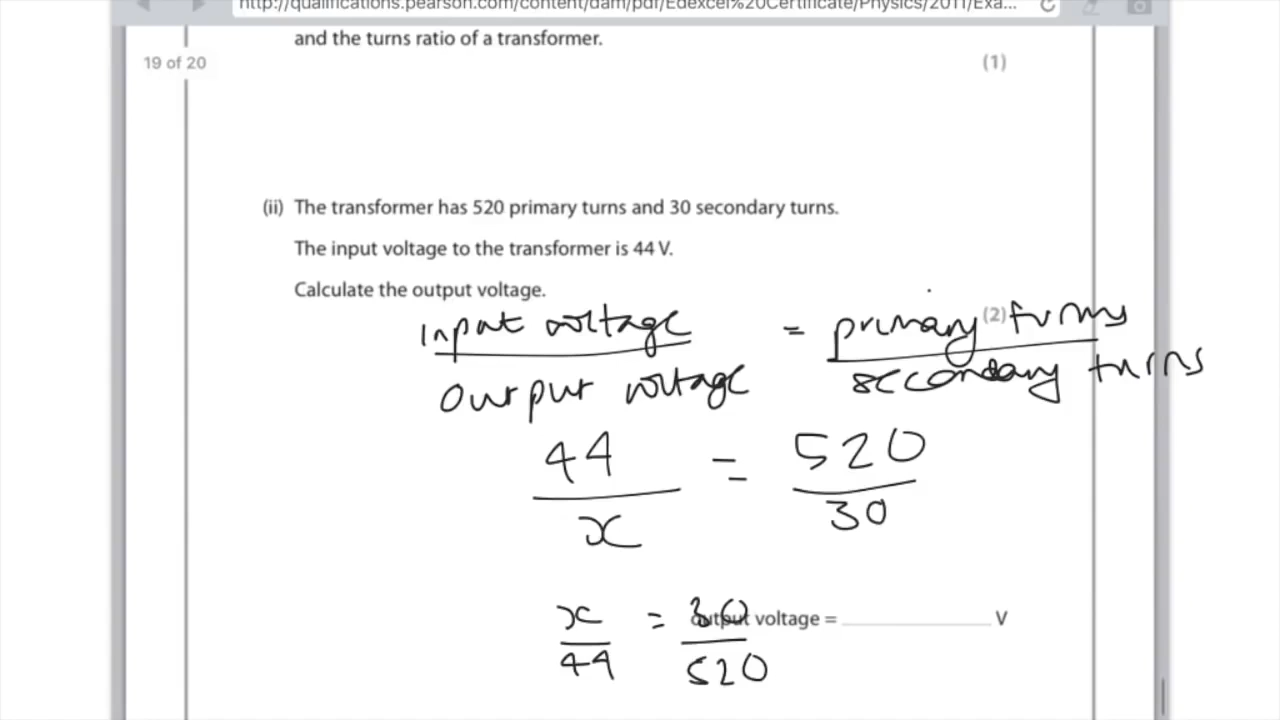 http://qualifications.pearson.com/content/dam/pdf/Edexcel%20Certificate/Physics/2011/Exa...
and the turns ratio of a transformer.
19 of 20
(1)
(ii) The transformer has 520 primary turns and 30 secondary turns.
The input voltage to the transformer is 44 V.
Calculate the output voltage.
(2)
Input voltage = primary turns
output voltage secondary turns
44 = 520
x 30
output voltage = V
x = 30
44 520